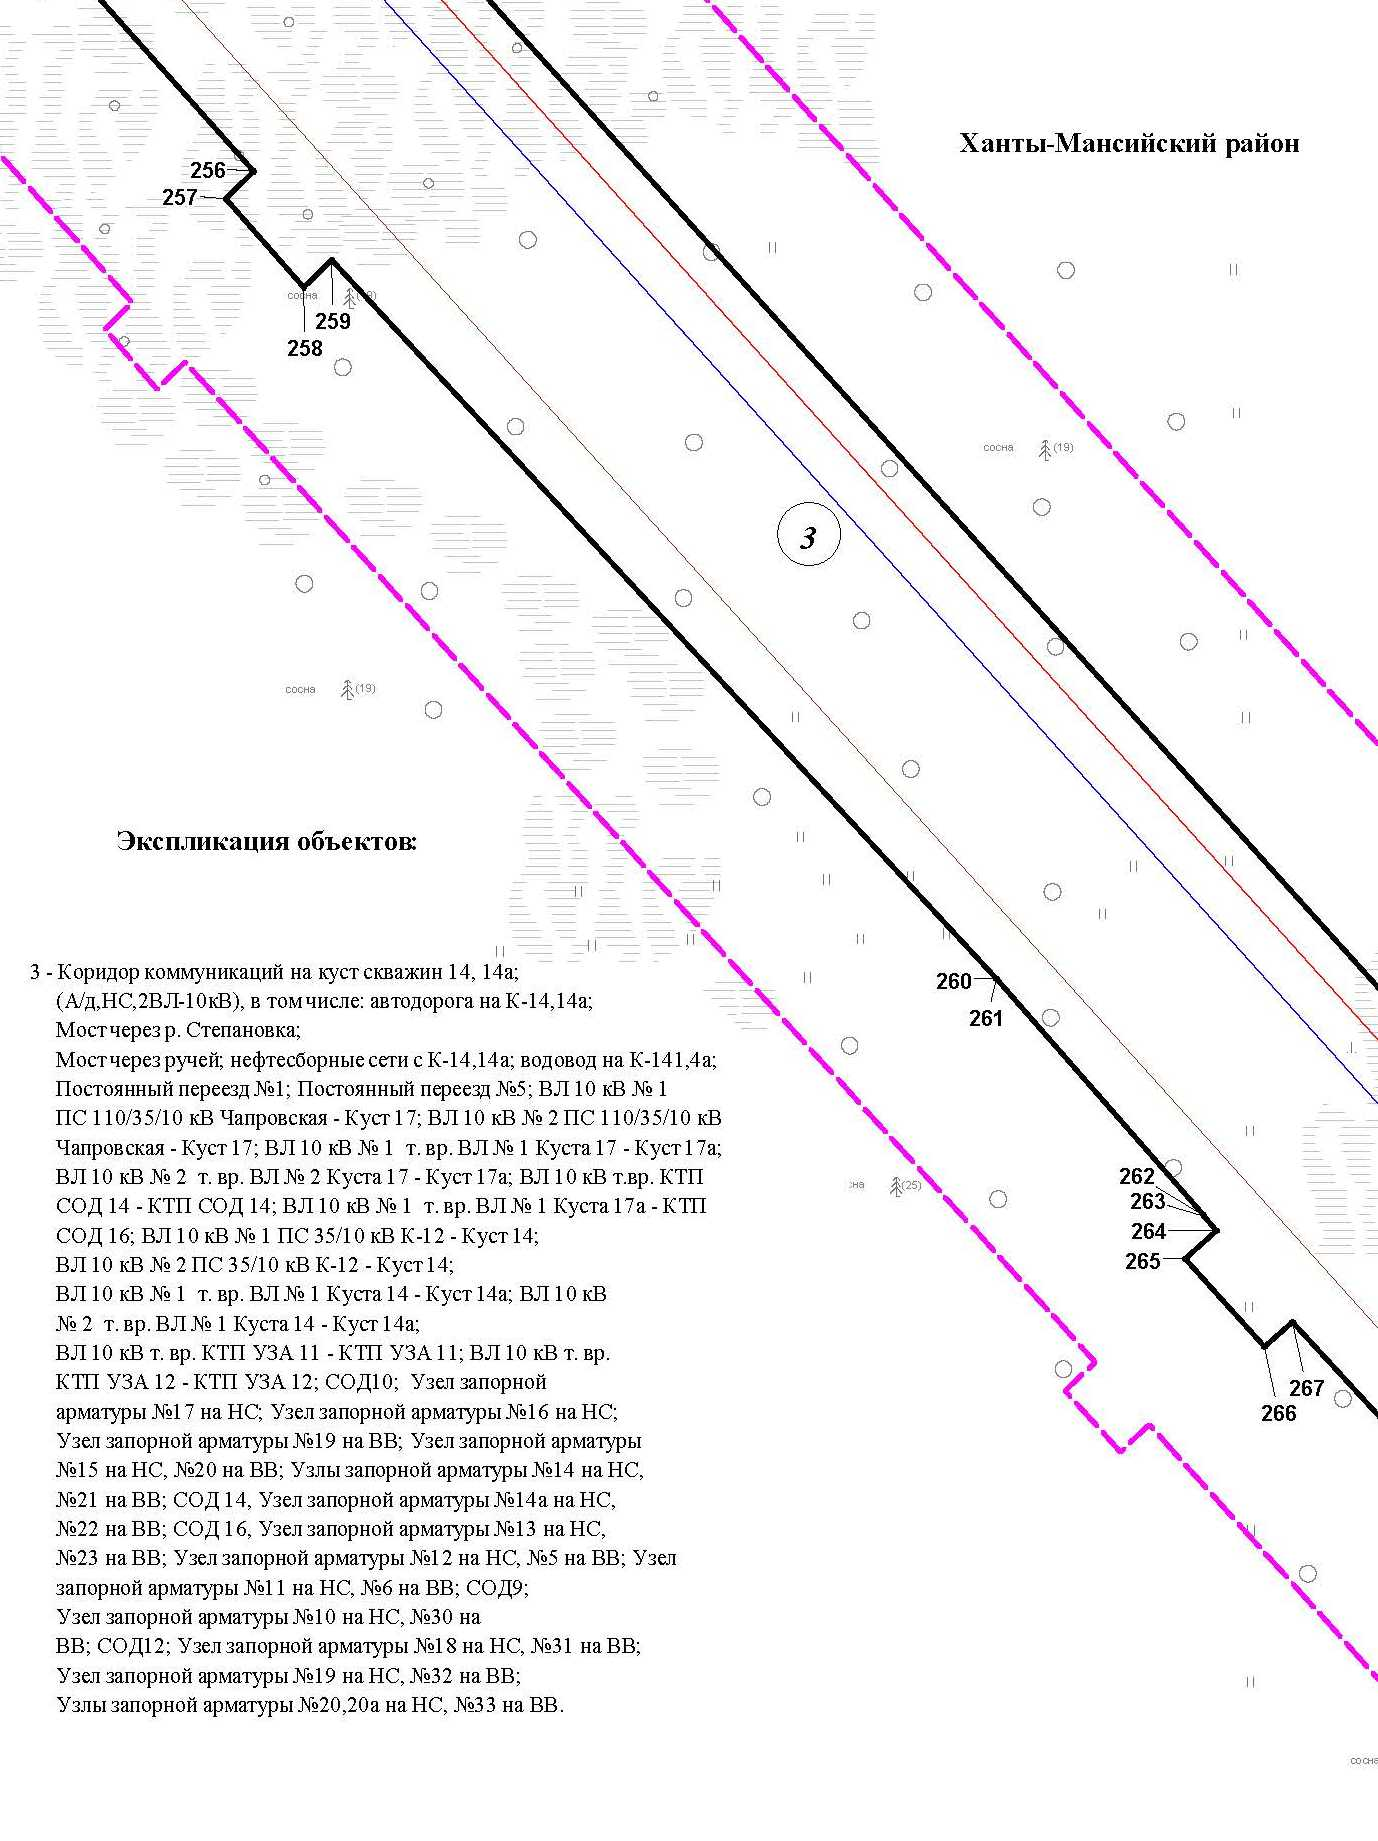 Ханты-Мансийский район
256
257
сосна
259
258
сосна (19)
3
сосна (19)
Экспликация объектов:
3 - Коридор коммуникаций на куст скважин 14, 14а;
(А/д,НС,2ВЛ-10кВ), в том числе: автодорога на К-14,14а;
Мост через р. Степановка;
Мост через ручей; нефтесборные сети с К-14,14а; водовод на К-141,4а;
Постоянный переезд №1; Постоянный переезд №5; ВЛ 10 кВ № 1
ПС 110/35/10 кВ Чапровская - Куст 17; ВЛ 10 кВ № 2 ПС 110/35/10 кВ
Чапровская - Куст 17; ВЛ 10 кВ № 1 т. вр. ВЛ № 1 Куста 17 - Куст 17а;
ВЛ 10 кВ № 2 т. вр. ВЛ № 2 Куста 17 - Куст 17а; ВЛ 10 кВ т.вр. КТП
СОД 14 - КТП СОД 14; ВЛ 10 кВ № 1 т. вр. ВЛ № 1 Куста 17а - КТП
СОД 16; ВЛ 10 кВ № 1 ПС 35/10 кВ К-12 - Куст 14;
ВЛ 10 кВ № 2 ПС 35/10 кВ К-12 - Куст 14;
ВЛ 10 кВ № 1 т. вр. ВЛ № 1 Куста 14 - Куст 14а; ВЛ 10 кВ
№ 2 т. вр. ВЛ № 1 Куста 14 - Куст 14а;
ВЛ 10 кВ т. вр. КТП УЗА 11 - КТП УЗА 11; ВЛ 10 кВ т. вр.
КТП УЗА 12 - КТП УЗА 12; СОД10; Узел запорной
арматуры №17 на НС; Узел запорной арматуры №16 на НС;
Узел запорной арматуры №19 на ВВ; Узел запорной арматуры
№15 на НС, №20 на ВВ; Узлы запорной арматуры №14 на НС,
№21 на ВВ; СОД 14, Узел запорной арматуры №14а на НС,
№22 на ВВ; СОД 16, Узел запорной арматуры №13 на НС,
№23 на ВВ; Узел запорной арматуры №12 на НС, №5 на ВВ; Узел
запорной арматуры №11 на НС, №6 на ВВ; СОД9;
Узел запорной арматуры №10 на НС, №30 на
ВВ; СОД12; Узел запорной арматуры №18 на НС, №31 на ВВ;
Узел запорной арматуры №19 на НС, №32 на ВВ;
Узлы запорной арматуры №20,20а на НС, №33 на ВВ.
260
261
262
263
264
265
(25)
267
266
сосна